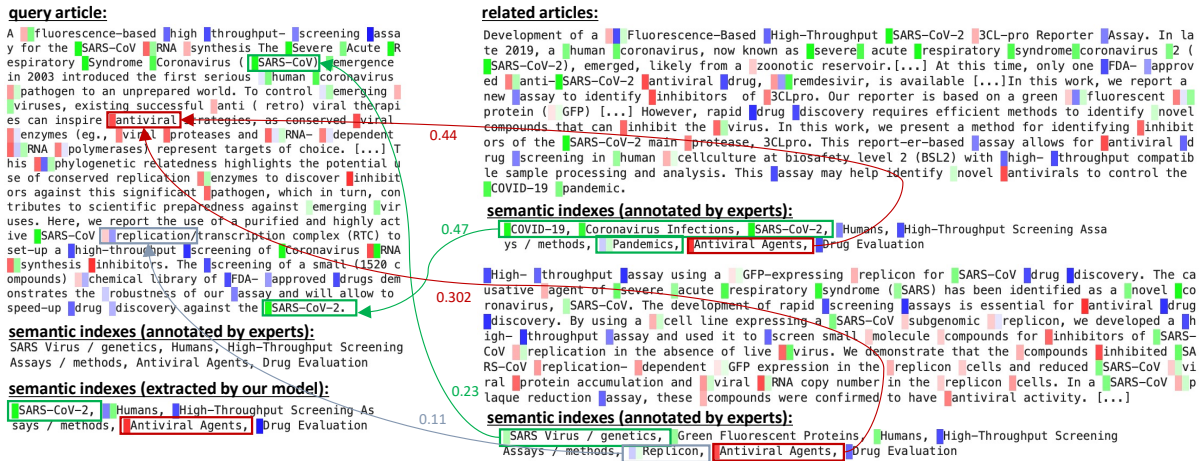 query article:
A fluorescence-based high throughput- screening assa
y for the SARS-CoV RNA synthesis The Severe Acute R
espiratory Syndrome Coronavirus ( SARS-CoV) emergence
in 2003 introduced the first serious human coronavirus
pathogen to an unprepared world. To control emerging
viruses, existing successful anti ( retro) viral therapi
es can inspire antiviral strategies, as conserved viral
enzymes (eg., viral proteases and RNA- dependent
RNA polymerases) represent targets of choice. [...] T
his phylogenetic relatedness highlights the potential u
se of conserved replication enzymes to discover inhibit
ors against this significant pathogen, which in turn, con
tributes to scientific preparedness against emerging vir
uses. Here, we report the use of a purified and highly act
ive SARS-CoV replication/transcription complex (RTC) to
set-up a high-throughput screening of Coronavirus RNA
synthesis inhibitors. The screening of a small (1520 c
ompounds) chemical library of FDA- approved drugs dem
onstrates the robustness of our assay and will allow to
speed-up drug discovery against the SARS-CoV-2.
semantic indexes (annotated by experts):
SARS Virus / genetics, Humans, High-Throughput Screening
Assays / methods, Antiviral Agents, Drug Evaluation
semantic indexes (extracted by our model):
SARS-CoV-2, Humans, High-Throughput Screening As
says / methods, Antiviral Agents, Drug Evaluation
0.44
0.47
0.302
0.23
0.11
related articles:
Development of a Fluorescence-Based High-Throughput SARS-CoV-2 3CL-pro Reporter Assay. In la
te 2019, a human coronavirus, now known as severe acute respiratory syndrome coronavirus 2 (
SARS-CoV-2), emerged, likely from a zoonotic reservoir.[...] At this time, only one FDA- approv
ed anti-SARS-CoV-2 antiviral drug, remdesivir, is available [...]In this work, we report a
new assay to identify inhibitors of 3CLpro. Our reporter is based on a green fluorescent
protein ( GFP) [...] However, rapid drug discovery requires efficient methods to identify novel
compounds that can inhibit the virus. In this work, we present a method for identifying inhibit
ors of the SARS-CoV-2 main protease, 3CLpro. This report-er-based assay allows for antiviral d
rug screening in human cellculture at biosafety level 2 (BSL2) with high- throughput compatib
le sample processing and analysis. This assay may help identify novel antivirals to control the
COVID-19 pandemic.
semantic indexes (annotated by experts):
COVID-19, Coronavirus Infections, SARS-CoV-2, Humans, High-Throughput Screening Assa
ys / methods, Pandemics, Antiviral Agents, Drug Evaluation
High- throughput assay using a GFP-expressing replicon for SARS-CoV drug discovery. The ca
usative agent of severe acute respiratory syndrome (SARS) has been identified as a novel co
ronavirus, SARS-CoV. The development of rapid screening assays is essential for antiviral drug
discovery. By using a cell line expressing a SARS-CoV subgenomic replicon, we developed a h
igh- throughput assay and used it to screen small molecule compounds for inhibitors of SARS-
CoV replication in the absence of live virus. We demonstrate that the compounds inhibited SA
RS-CoV replication- dependent GFP expression in the replicon cells and reduced SARS-CoV vi
ral protein accumulation and viral RNA copy number in the replicon cells. In a SARS-CoV p
laque reduction assay, these compounds were confirmed to have antiviral activity. [...]
semantic indexes (annotated by experts):
SARS Virus / genetics, Green Fluorescent Proteins, Humans, High-Throughput Screening
Assays / methods, Replicon, Antiviral Agents, Drug Evaluation